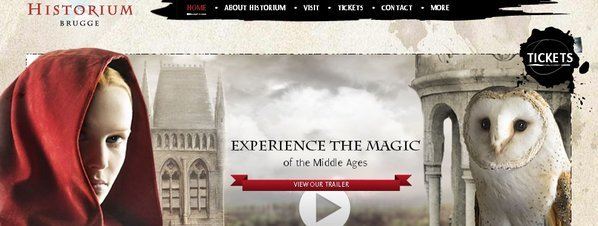 HISTORIUM
BRUGGE
HOME • ABOUT HISTORIUM • VISIT • TICKETS • CONTACT • MORE
TICKETS
EXPERIENCE THE MAGIC
of the Middle Ages
VIEW OUR TRAILER